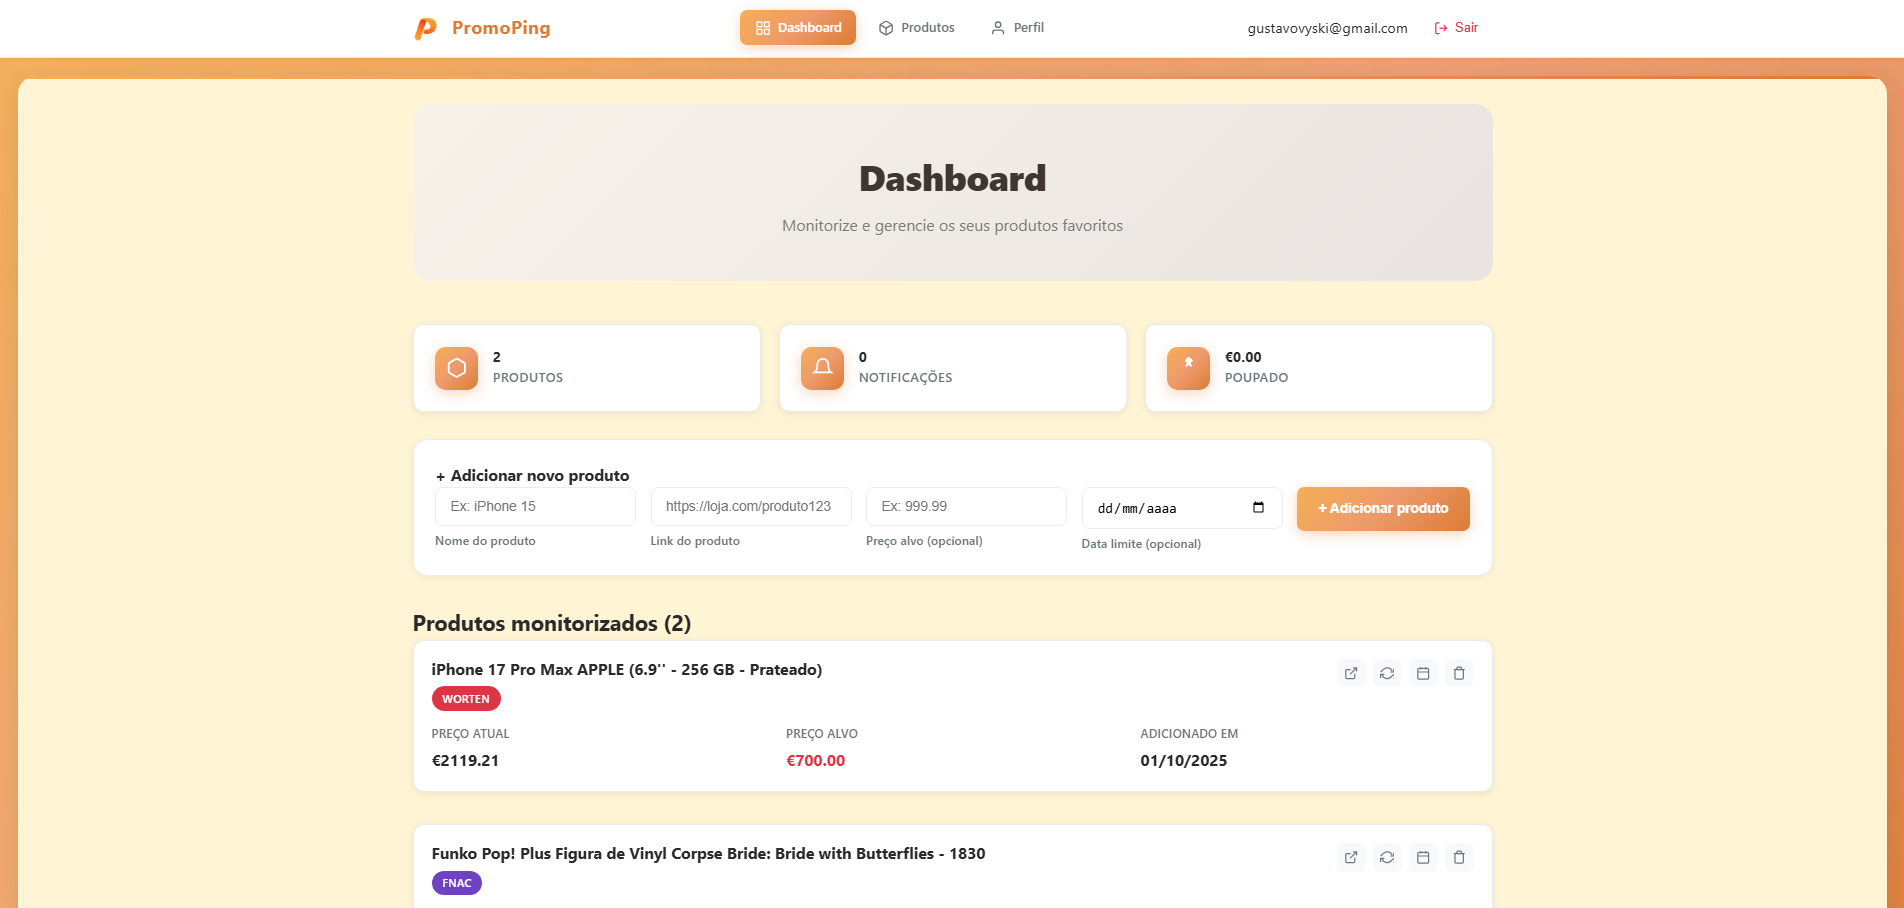 PromoPing
Dashboard
Produtos
Perfil
gustavovyski@gmail.com
Sair
Dashboard
Monitorize e gerencie os seus produtos favoritos
2
PRODUTOS
0
NOTIFICAÇÕES
€0.00
POUPADO
+ Adicionar novo produto
Ex: iPhone 15
https://loja.com/produto123
Ex: 999.99
dd/mm/aaaa
+ Adicionar produto
Nome do produto
Link do produto
Preço alvo (opcional)
Data limite (opcional)
Produtos monitorizados (2)
iPhone 17 Pro Max APPLE (6.9'' - 256 GB - Prateado)
WORTEN
PREÇO ATUAL
PREÇO ALVO
ADICIONADO EM
€2119.21
€700.00
01/10/2025
Funko Pop! Plus Figura de Vinyl Corpse Bride: Bride with Butterflies - 1830
FNAC